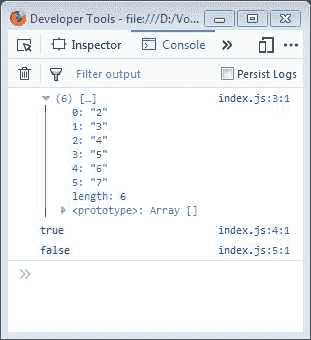 Developer Tools - file:///D:/Vo...
Inspector Console »
Filter output Persist Logs
(6) […] index.js:3:1
0: "2"
1: "3"
2: "4"
3: "5"
4: "6"
5: "7"
length: 6
<prototype>: Array []
true index.js:4:1
false index.js:5:1
»